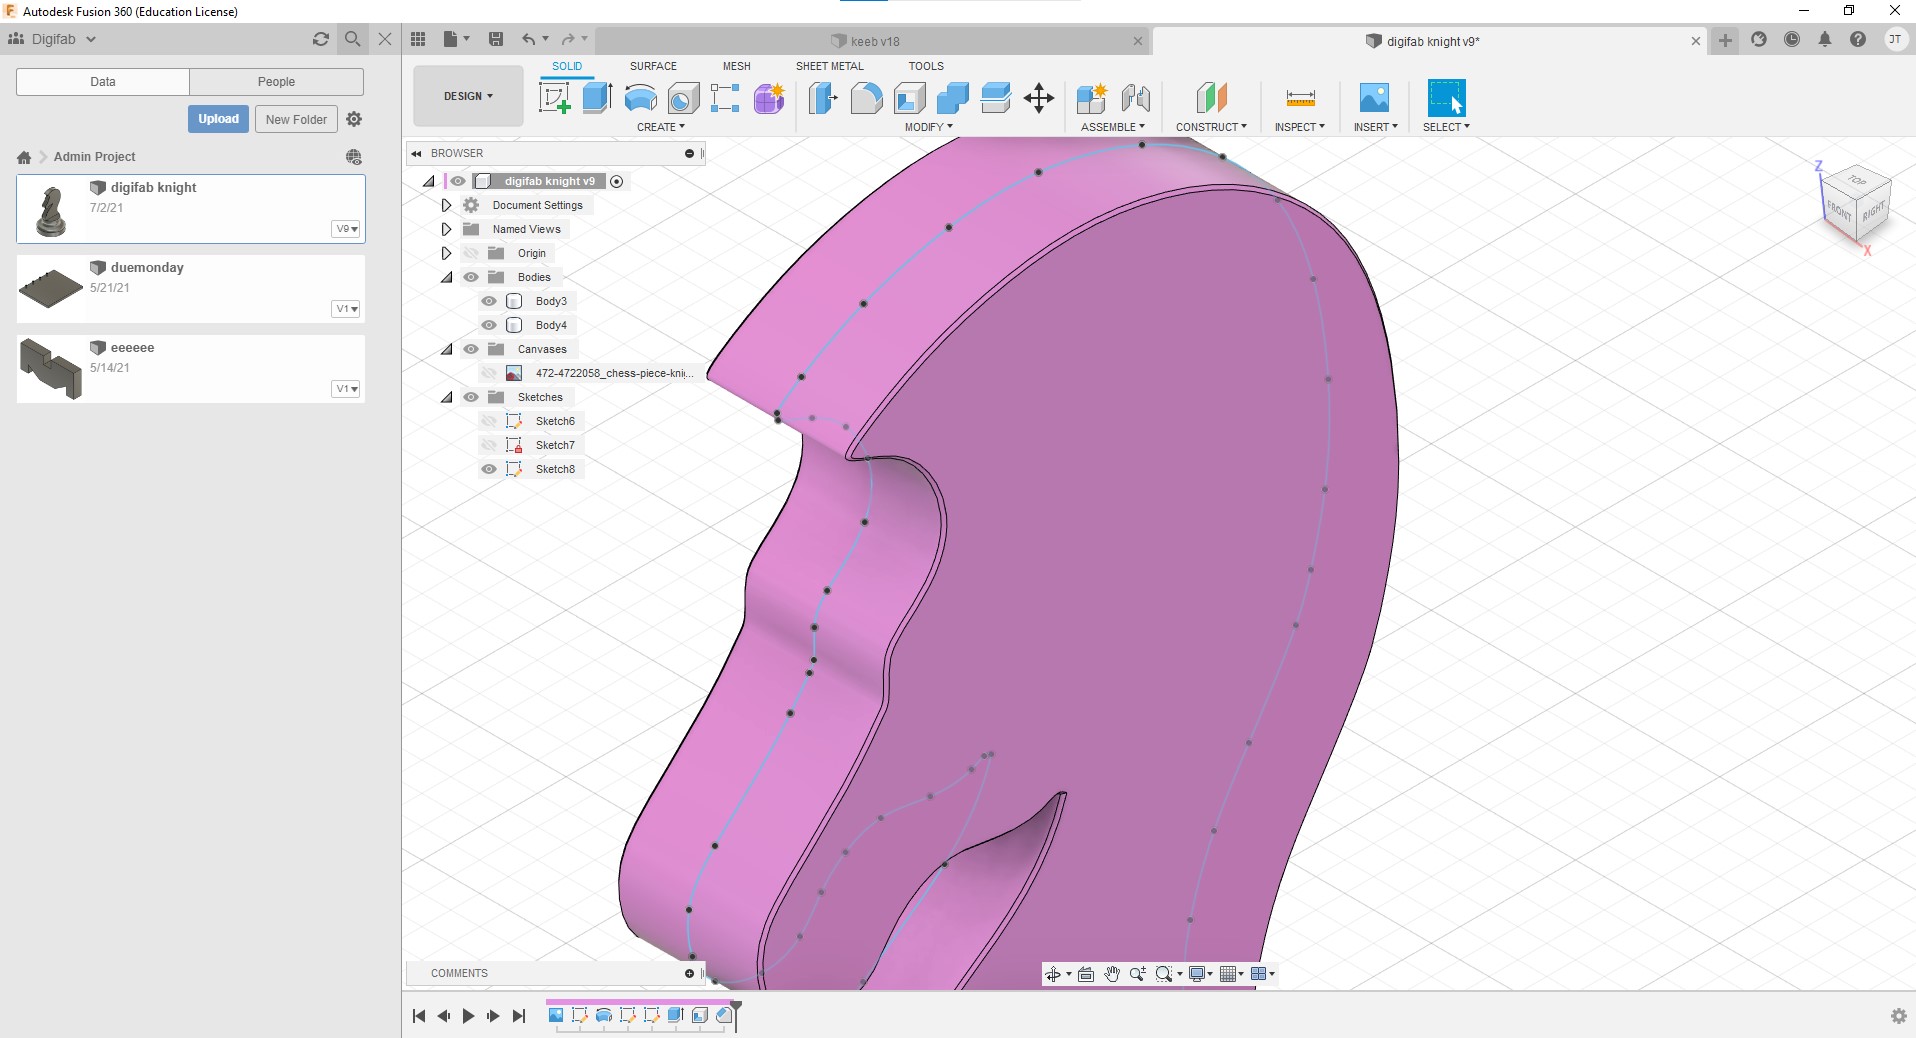 Autodesk Fusion 360 (Education License)
Digifab
keeb v18
digifab knight v9*
JT
Data
People
Upload
New Folder
Admin Project
digifab knight
7/2/21
V9
duemonday
5/21/21
V1
eeeeee
5/14/21
V1
DESIGN
SOLID
SURFACE
MESH
SHEET METAL
TOOLS
CREATE
MODIFY
ASSEMBLE
CONSTRUCT
INSPECT
INSERT
SELECT
BROWSER
digifab knight v9
Document Settings
Named Views
Origin
Bodies
Body3
Body4
Canvases
472-4722058_chess-piece-kni...
Sketches
Sketch6
Sketch7
Sketch8
Z
TOP
FRONT
RIGHT
X
COMMENTS